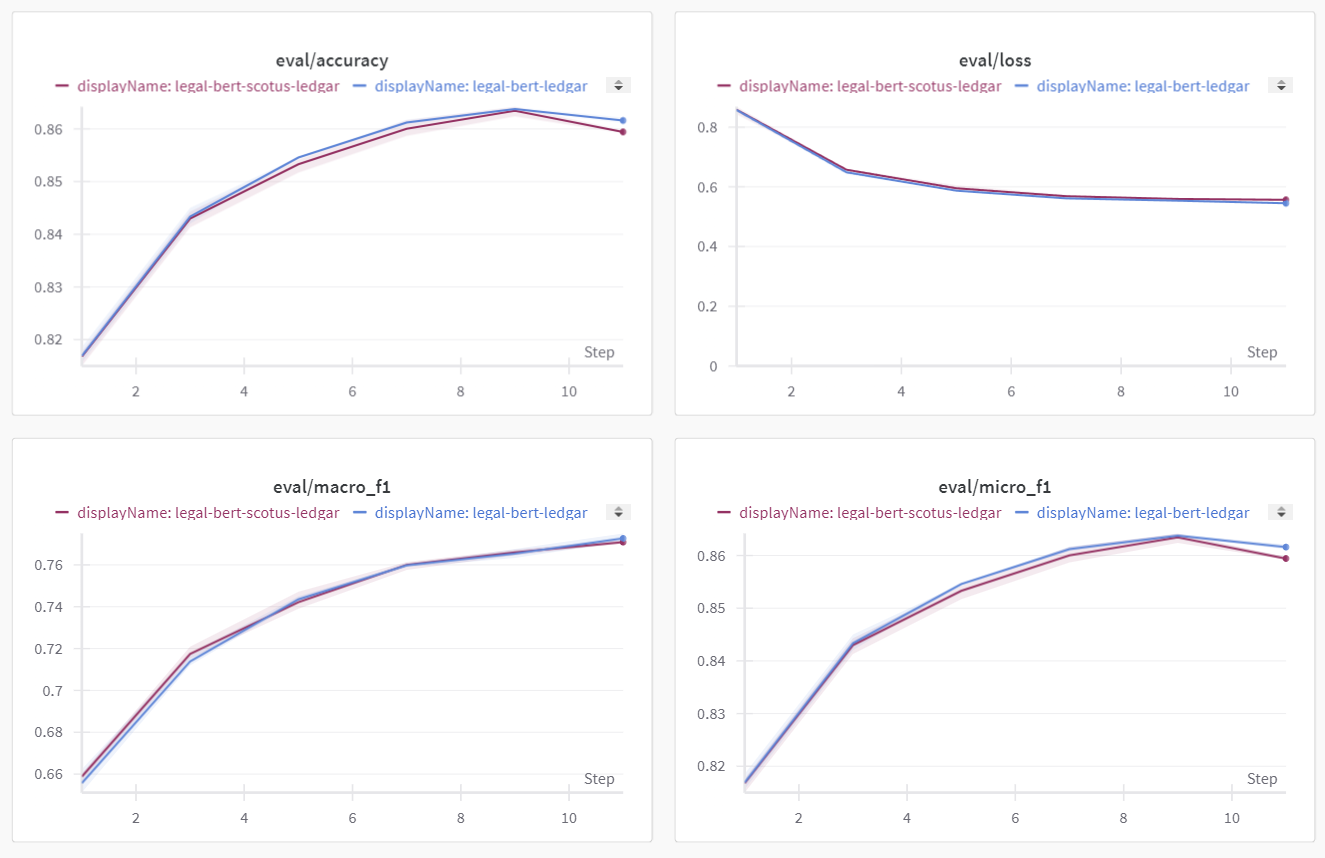 eval/accuracy
displayName: legal-bert-scotus-ledgar displayName: legal-bert-ledgar
0.86
0.85
0.84
0.83
0.82
Step
2 4 6 8 10
eval/loss
displayName: legal-bert-scotus-ledgar displayName: legal-bert-ledgar
0.8
0.6
0.4
0.2
0
Step
2 4 6 8 10
eval/macro_f1
displayName: legal-bert-scotus-ledgar displayName: legal-bert-ledgar
0.76
0.74
0.72
0.7
0.68
0.66
Step
2 4 6 8 10
eval/micro_f1
displayName: legal-bert-scotus-ledgar displayName: legal-bert-ledgar
0.86
0.85
0.84
0.83
0.82
Step
2 4 6 8 10